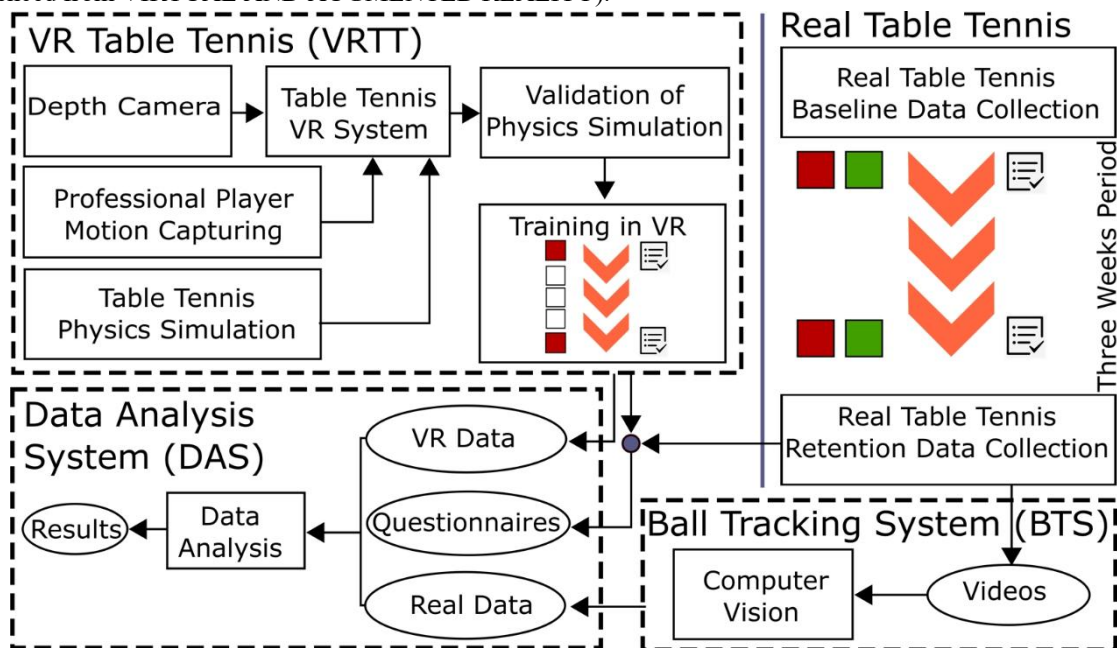 VR Table Tennis (VRTT)
Depth Camera
Table Tennis
VR System
Validation of
Physics Simulation
Professional Player
Motion Capturing
Table Tennis
Physics Simulation
Training in VR
Real Table Tennis
Real Table Tennis
Baseline Data Collection
Three Weeks Period
Real Table Tennis
Retention Data Collection
Data Analysis
System (DAS)
VR Data
Questionnaires
Real Data
Data
Analysis
Results
Ball Tracking System (BTS)
Computer
Vision
Videos